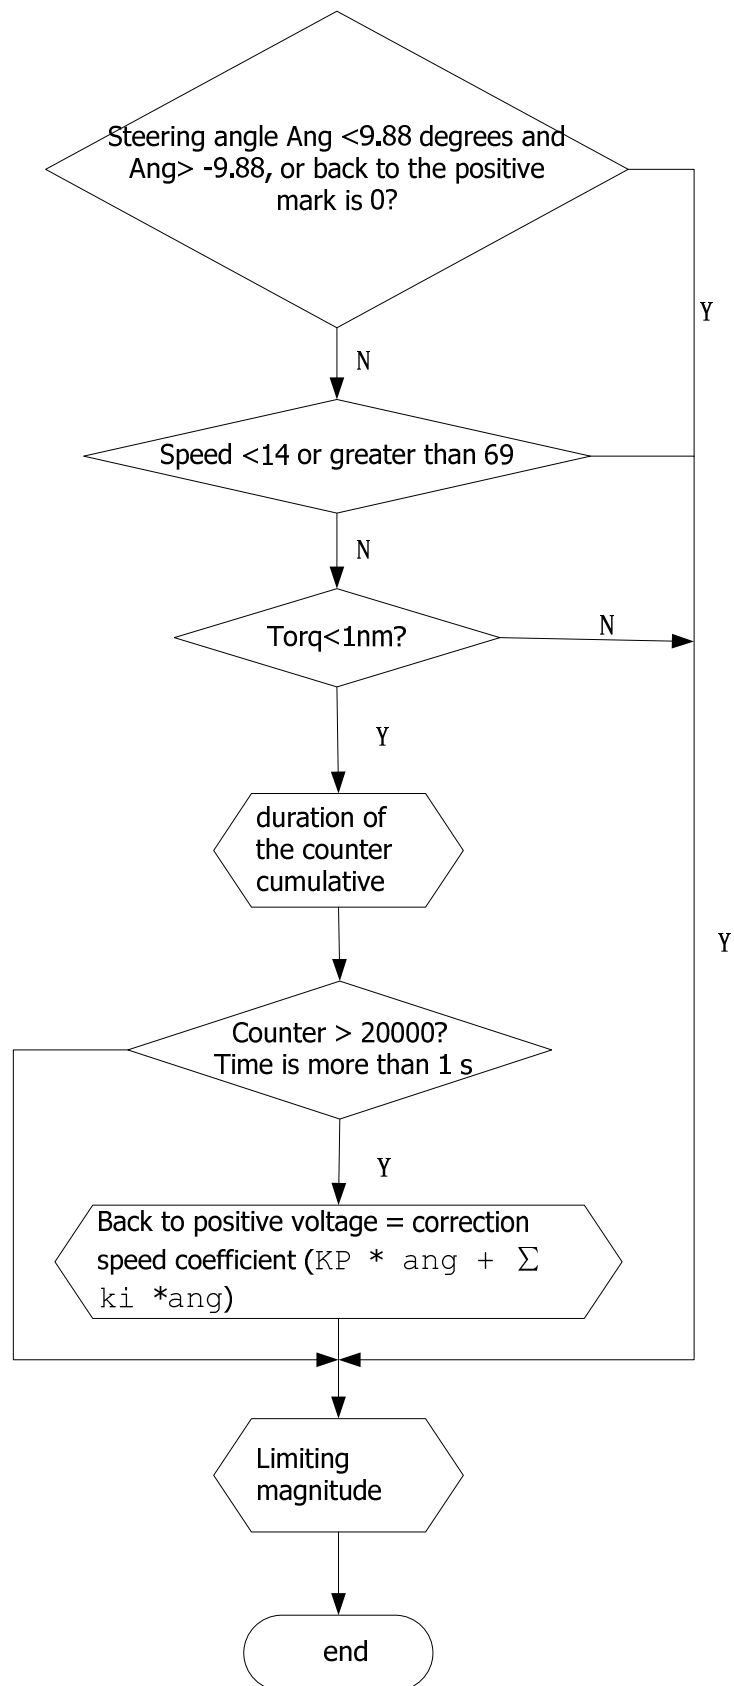 Steering angle Ang <9.88 degrees and
Ang> -9.88, or back to the positive
mark is 0?
Y
N
Speed <14 or greater than 69
N
Torq<1nm?
N
Y
duration of
the counter
cumulative
Y
Counter > 20000?
Time is more than 1 s
Y
Back to positive voltage = correction
speed coefficient (KP * ang + Σ
ki *ang)
Limiting
magnitude
end